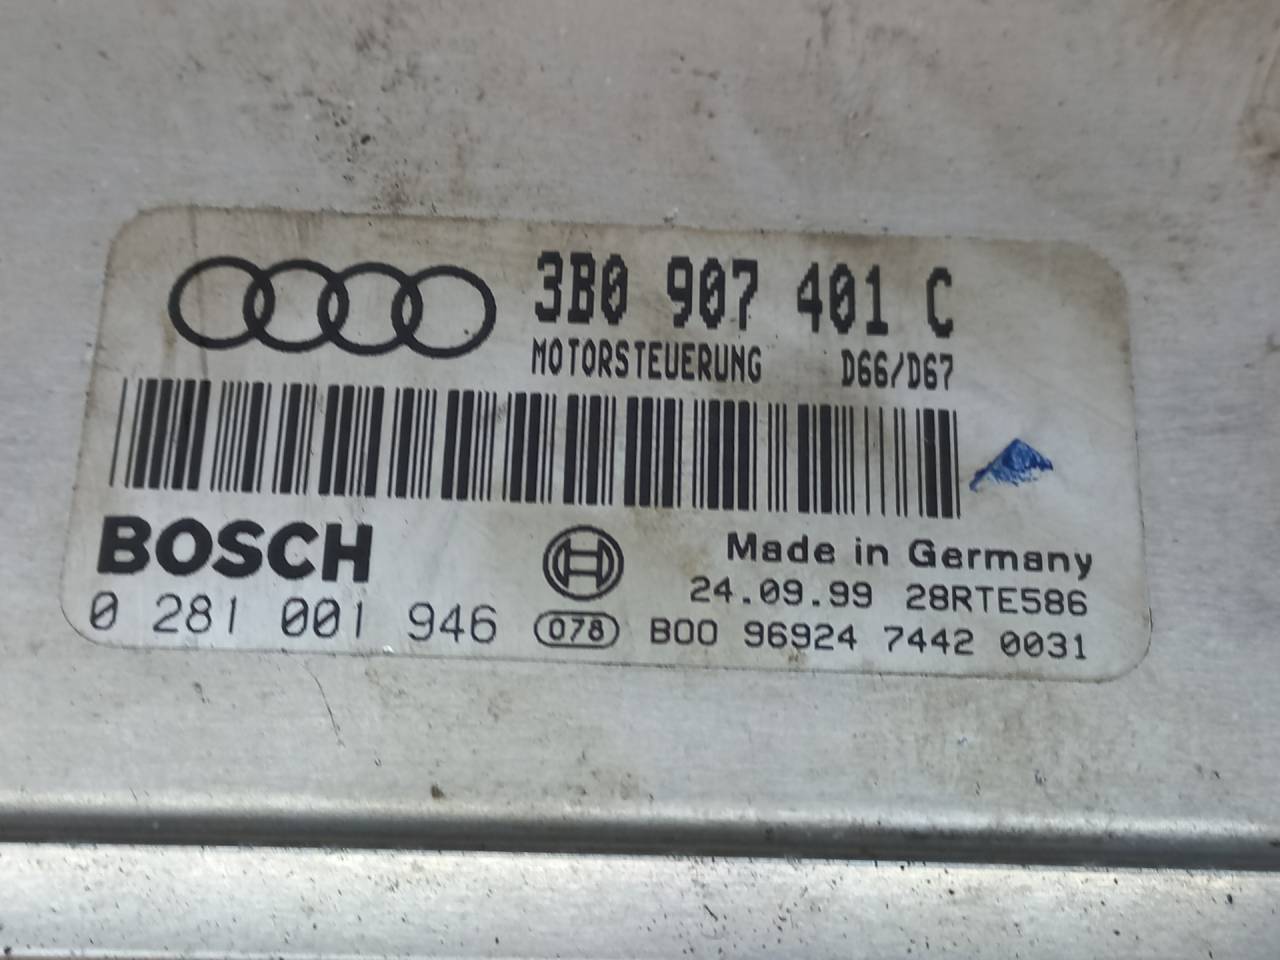 3B0 907 401 C
MOTORSTEUERUNG D66/D67
BOSCH
Made in Germany
24.09.99 28RTE586
0 281 001 946 078 B00 96924 7442 0031